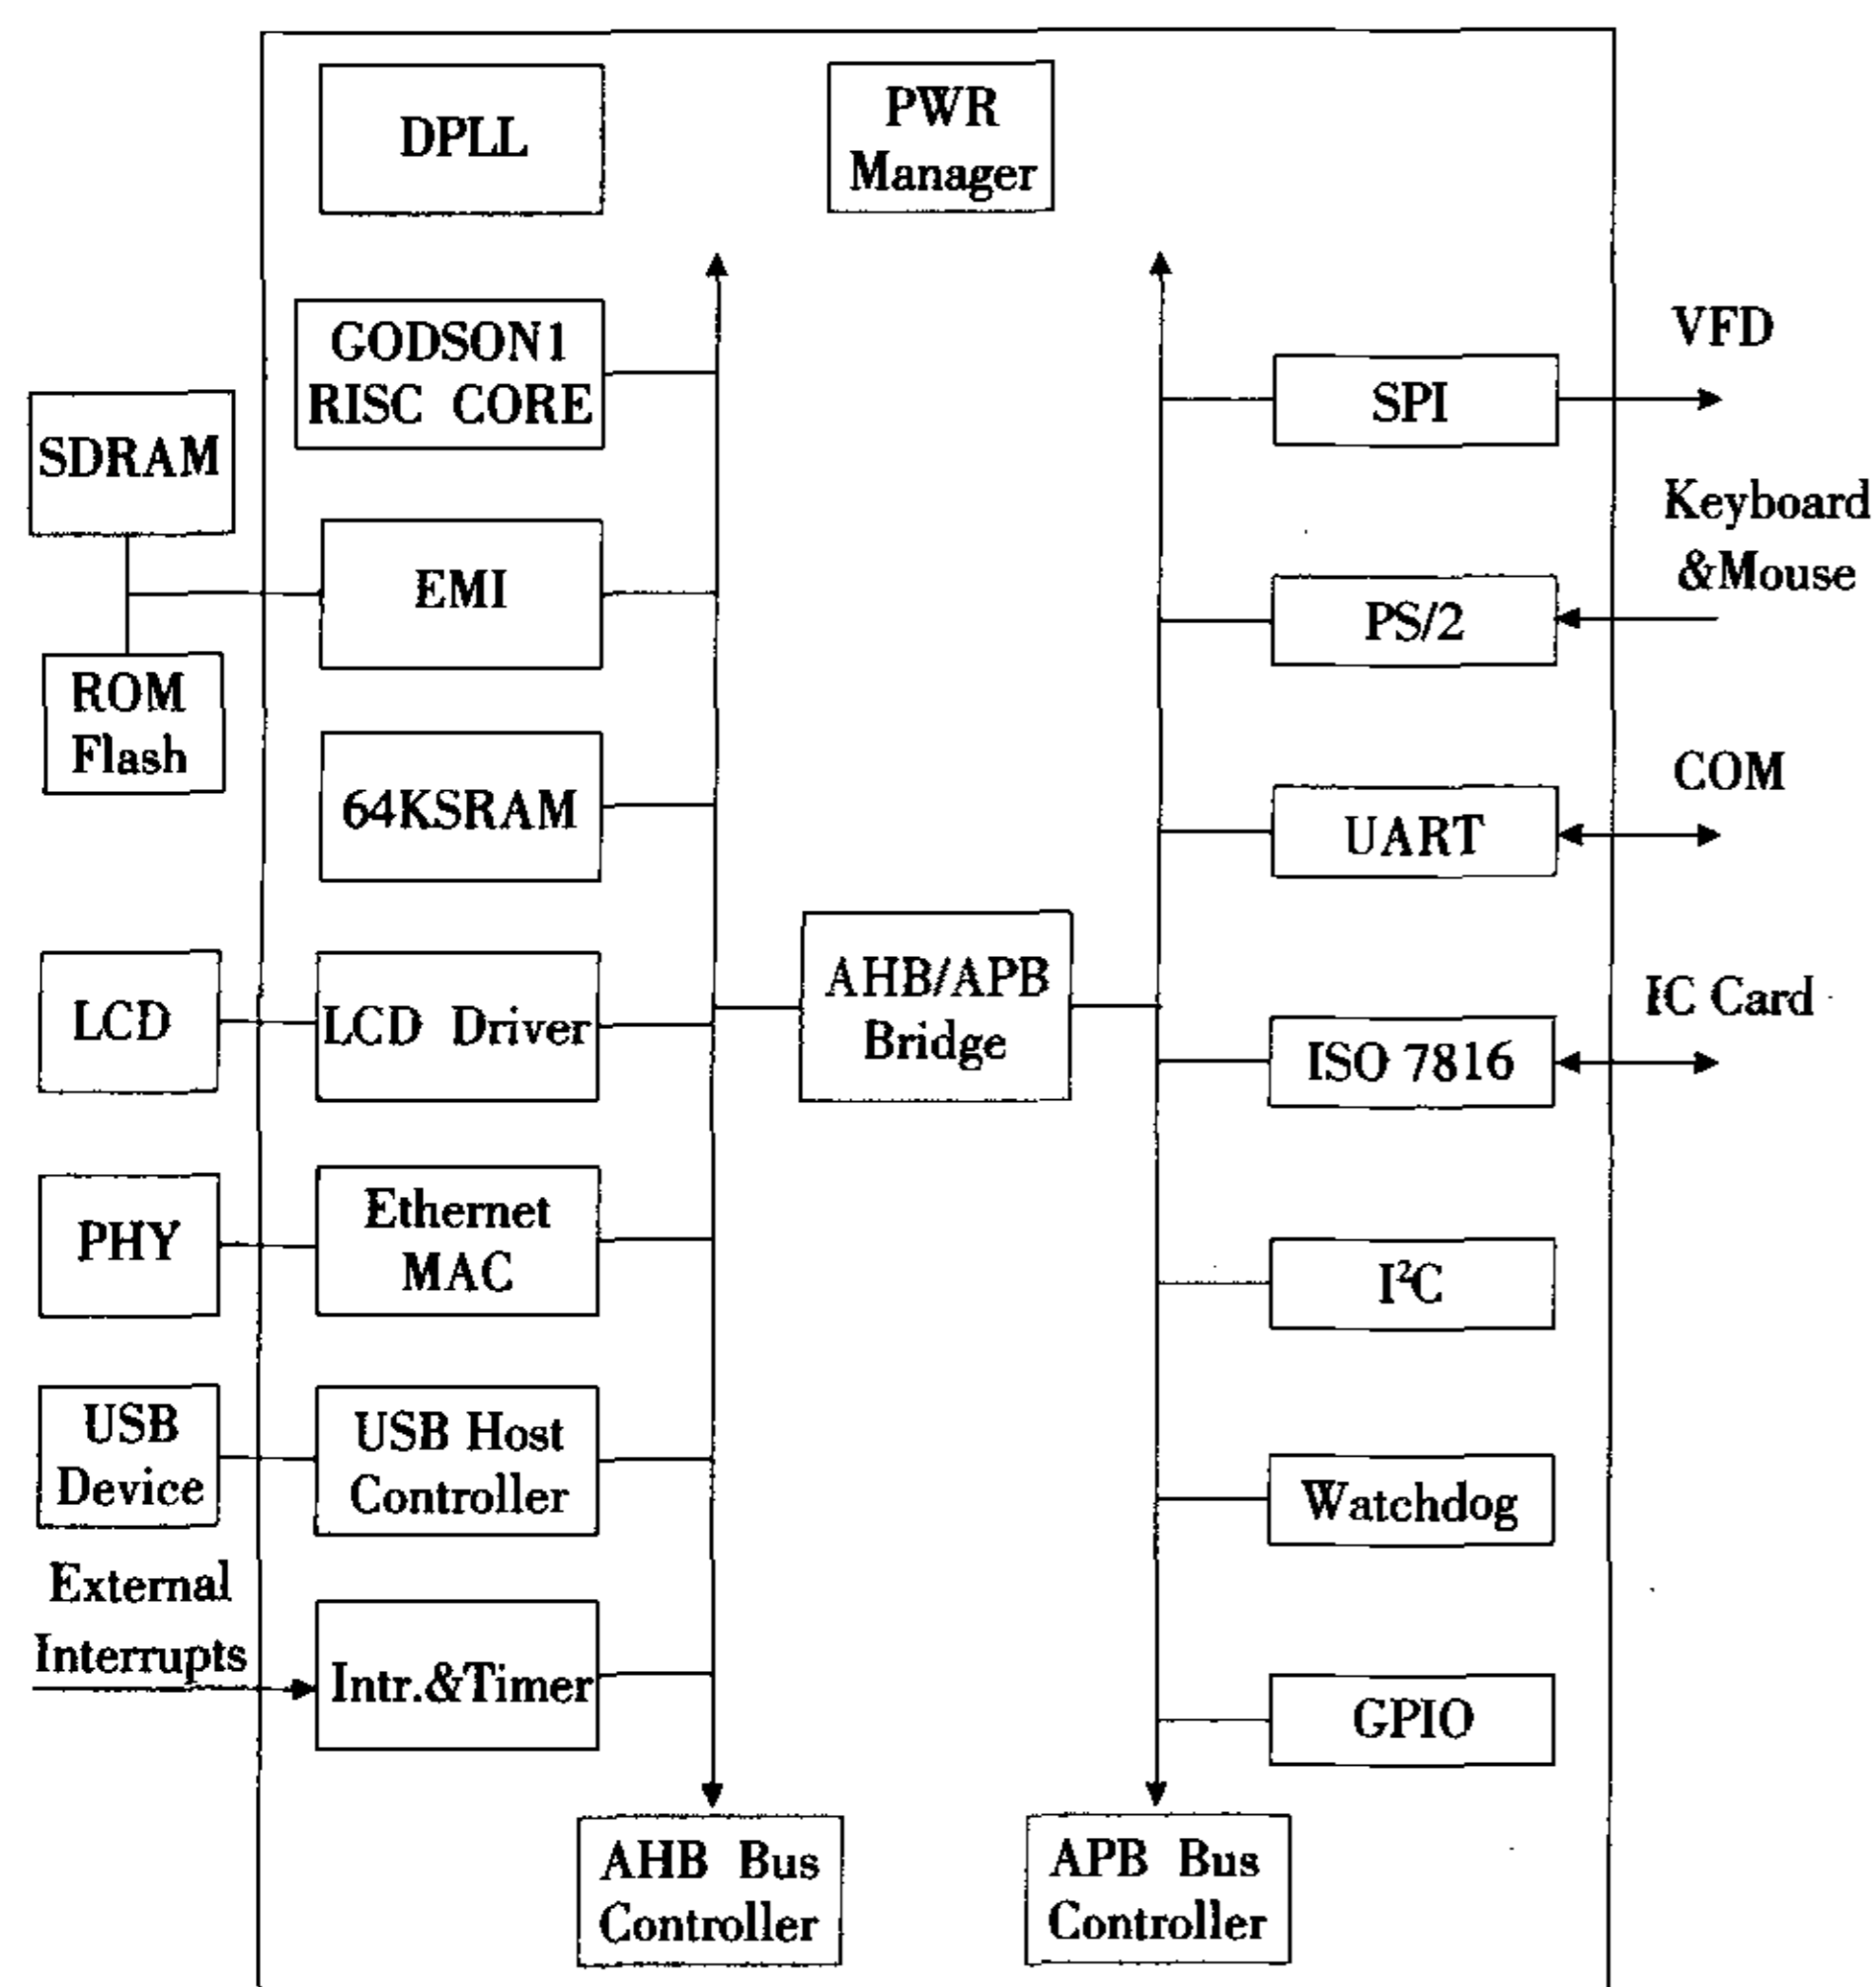 DPLL
PWR
Manager
GODSON1
RISC CORE
SDRAM
EMI
ROM
Flash
64KSRAM
LCD
LCD Driver
PHY
Ethernet
MAC
USB
Device
USB Host
Controller
External
Interrupts
Intr.&Timer
AHB/APB
Bridge
VFD
SPI
Keyboard
&Mouse
PS/2
COM
UART
IC Card
ISO 7816
I²C
Watchdog
GPIO
AHB Bus
Controller
APB Bus
Controller